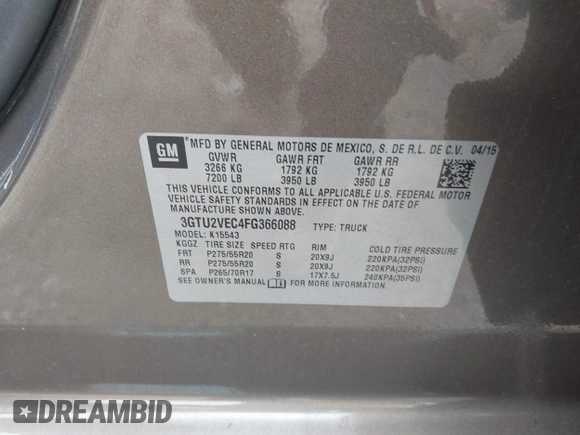 GM
MFD BY GENERAL MOTORS DE MEXICO, S. DE R.L. DE C.V. 04/15
GVWR GAWR FRT GAWR RR
3266 KG 1792 KG 1792 KG
7200 LB 3950 LB 3950 LB
THIS VEHICLE CONFORMS TO ALL APPLICABLE U.S. FEDERAL MOTOR
VEHICLE SAFETY STANDARDS IN EFFECT ON THE DATE OF
MANUFACTURE SHOWN ABOVE.
3GTU2VEC4FG366088 TYPE: TRUCK
MODEL: K15543
KGGZ TIRE SIZE SPEED RTG RIM COLD TIRE PRESSURE
FRT P275/55R20 S 20X9J 220KPA(32PSI)
RR P275/55R20 S 20X9J 220KPA(32PSI)
SPA P265/70R17 S 17X7.5J 240KPA(35PSI)
SEE OWNER'S MANUAL FOR MORE INFORMATION.
DREAMBID